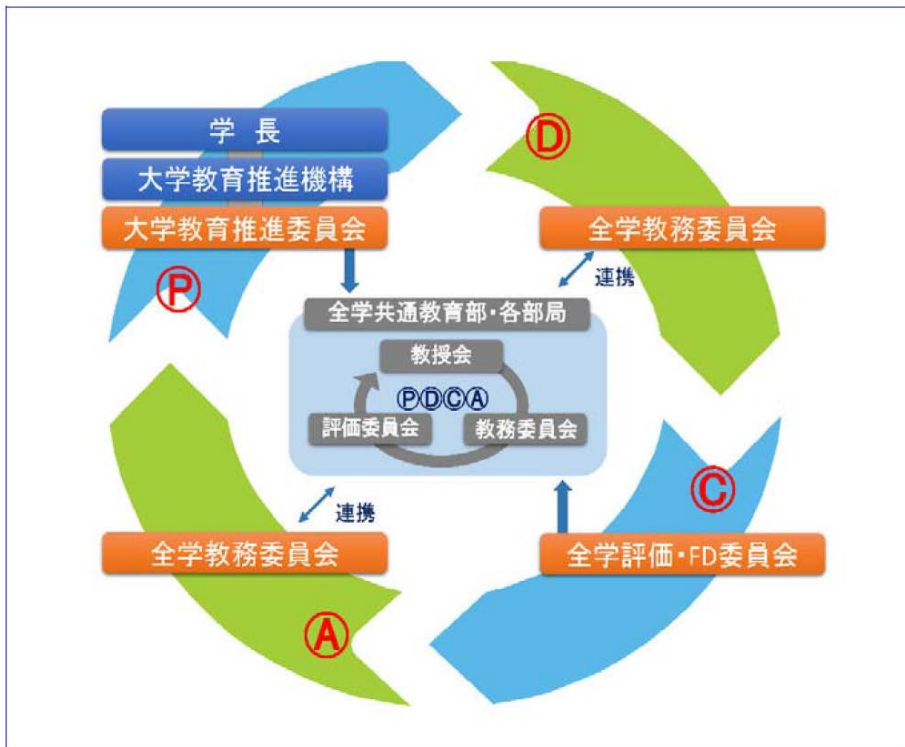 学 長
大学教育推進機構
大学教育推進委員会
Ⓟ
Ⓓ
全学教務委員会
連携
全学共通教育部・各部局
教授会
ⓅⒹⒸⒶ
評価委員会
教務委員会
Ⓒ
全学評価・FD委員会
連携
全学教務委員会
Ⓐ